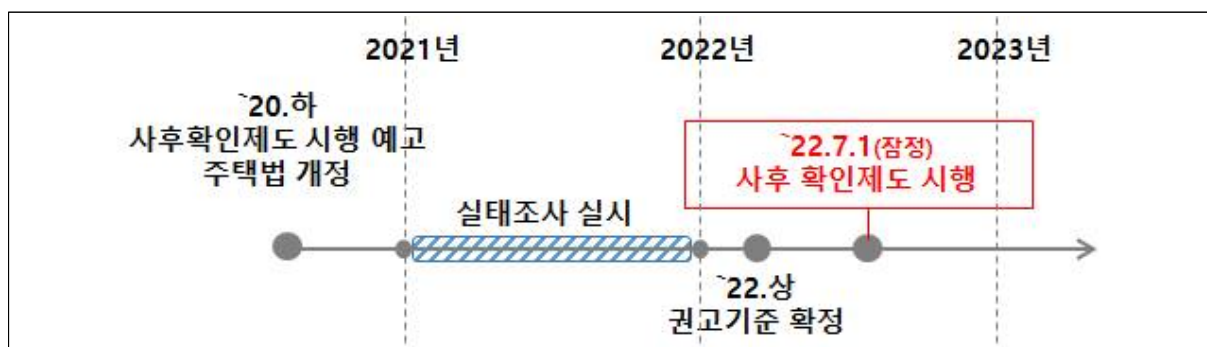 2021년
2022년
2023년
`20.하
사후확인제도 시행 예고
주택법 개정
`22.7.1(잠정)
사후 확인제도 시행
실태조사 실시
`22.상
권고기준 확정